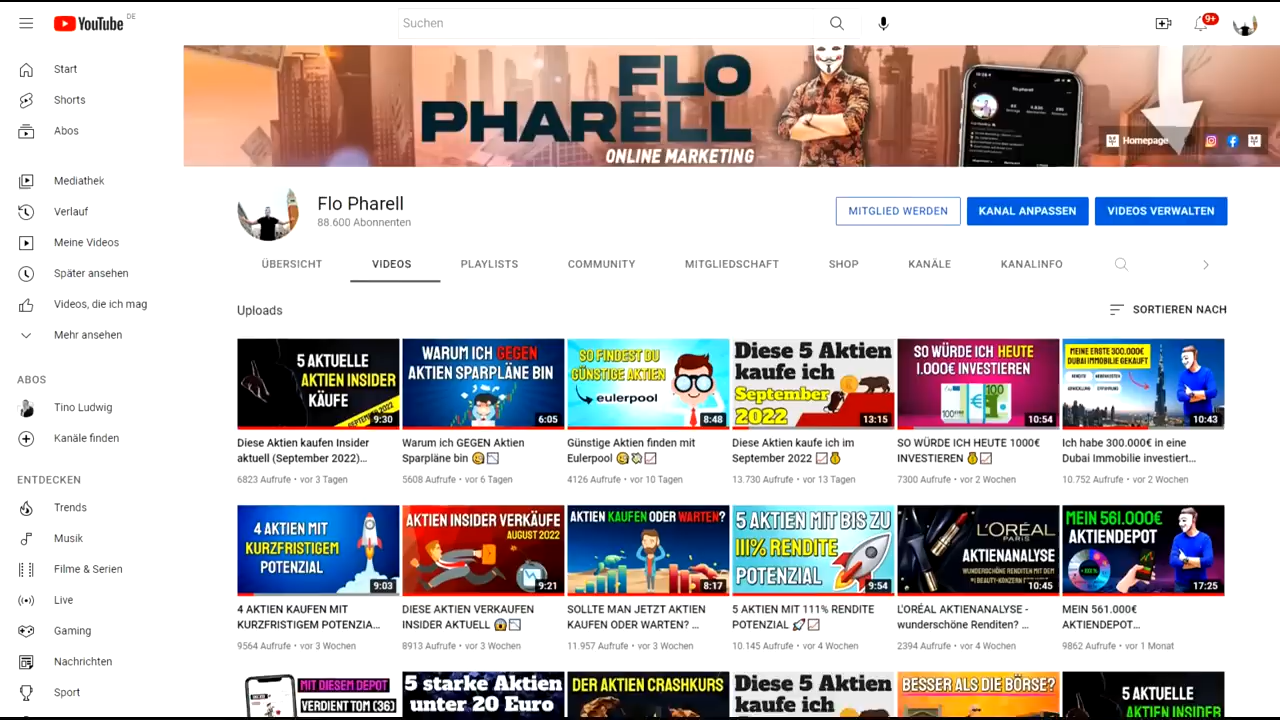 YouTube DE
Suchen
9+
Start
Shorts
Abos
Mediathek
Verlauf
Meine Videos
Später ansehen
Videos, die ich mag
Mehr ansehen
ABOS
Tino Ludwig
Kanäle finden
ENTDECKEN
Trends
Musik
Filme & Serien
Live
Gaming
Nachrichten
Sport
FLO
PHARELL
ONLINE MARKETING
Homepage
Flo Pharell
88.600 Abonnenten
MITGLIED WERDEN
KANAL ANPASSEN
VIDEOS VERWALTEN
ÜBERSICHT
VIDEOS
PLAYLISTS
COMMUNITY
MITGLIEDSCHAFT
SHOP
KANÄLE
KANALINFO
Uploads
SORTIEREN NACH
5 AKTUELLE
AKTIEN INSIDER
KÄUFE
9:30
Diese Aktien kaufen Insider
aktuell (September 2022)...
6823 Aufrufe • vor 3 Tagen
WARUM ICH GEGEN
AKTIEN SPARPLÄNE BIN
6:05
Warum ich GEGEN Aktien
Sparpläne bin
5608 Aufrufe • vor 6 Tagen
SO FINDEST DU
GÜNSTIGE AKTIEN
eulerpool
8:48
Günstige Aktien finden mit
Eulerpool
4126 Aufrufe • vor 10 Tagen
Diese 5 Aktien
kaufe ich
September
2022
13:15
Diese Aktien kaufe ich im
September 2022
13.730 Aufrufe • vor 13 Tagen
SO WÜRDE ICH HEUTE
1.000€ INVESTIEREN
10:54
SO WÜRDE ICH HEUTE 1000€
INVESTIEREN
7300 Aufrufe • vor 2 Wochen
MEINE ERSTE 300.000€
DUBAI IMMOBILIE GEKAUFT
10:43
Ich habe 300.000€ in eine
Dubai Immobilie investiert...
10.752 Aufrufe • vor 2 Wochen
4 AKTIEN MIT
KURZFRISTIGEM
POTENZIAL
9:03
4 AKTIEN KAUFEN MIT
KURZFRISTIGEM POTENZIA...
9564 Aufrufe • vor 3 Wochen
AKTIEN INSIDER VERKÄUFE
AUGUST 2022
9:21
DIESE AKTIEN VERKAUFEN
INSIDER AKTUELL
8913 Aufrufe • vor 3 Wochen
AKTIEN KAUFEN ODER WARTEN?
8:17
SOLLTE MAN JETZT AKTIEN
KAUFEN ODER WARTEN? ...
11.957 Aufrufe • vor 3 Wochen
5 AKTIEN MIT BIS ZU
111% RENDITE
POTENZIAL
9:54
5 AKTIEN MIT 111% RENDITE
POTENZIAL
10.145 Aufrufe • vor 4 Wochen
L'ORÉAL
PARIS
AKTIENANALYSE
WUNDERSCHÖNE RENDITEN MIT DEM
#1 BEAUTY-KONZERN
10:45
L'ORÉAL AKTIENANALYSE -
wunderschöne Renditen? ...
2394 Aufrufe • vor 4 Wochen
MEIN 561.000€
AKTIENDEPOT
17:25
MEIN 561.000€
AKTIENDEPOT...
9862 Aufrufe • vor 1 Monat
MIT DIESEM DEPOT
VERDIENT TOM (36)
5 starke Aktien
unter 20 Euro
DER AKTIEN CRASHKURS
Diese 5 Aktien
kaufe ich
BESSER ALS DIE BÖRSE?
5 AKTUELLE
AKTIEN INSIDER